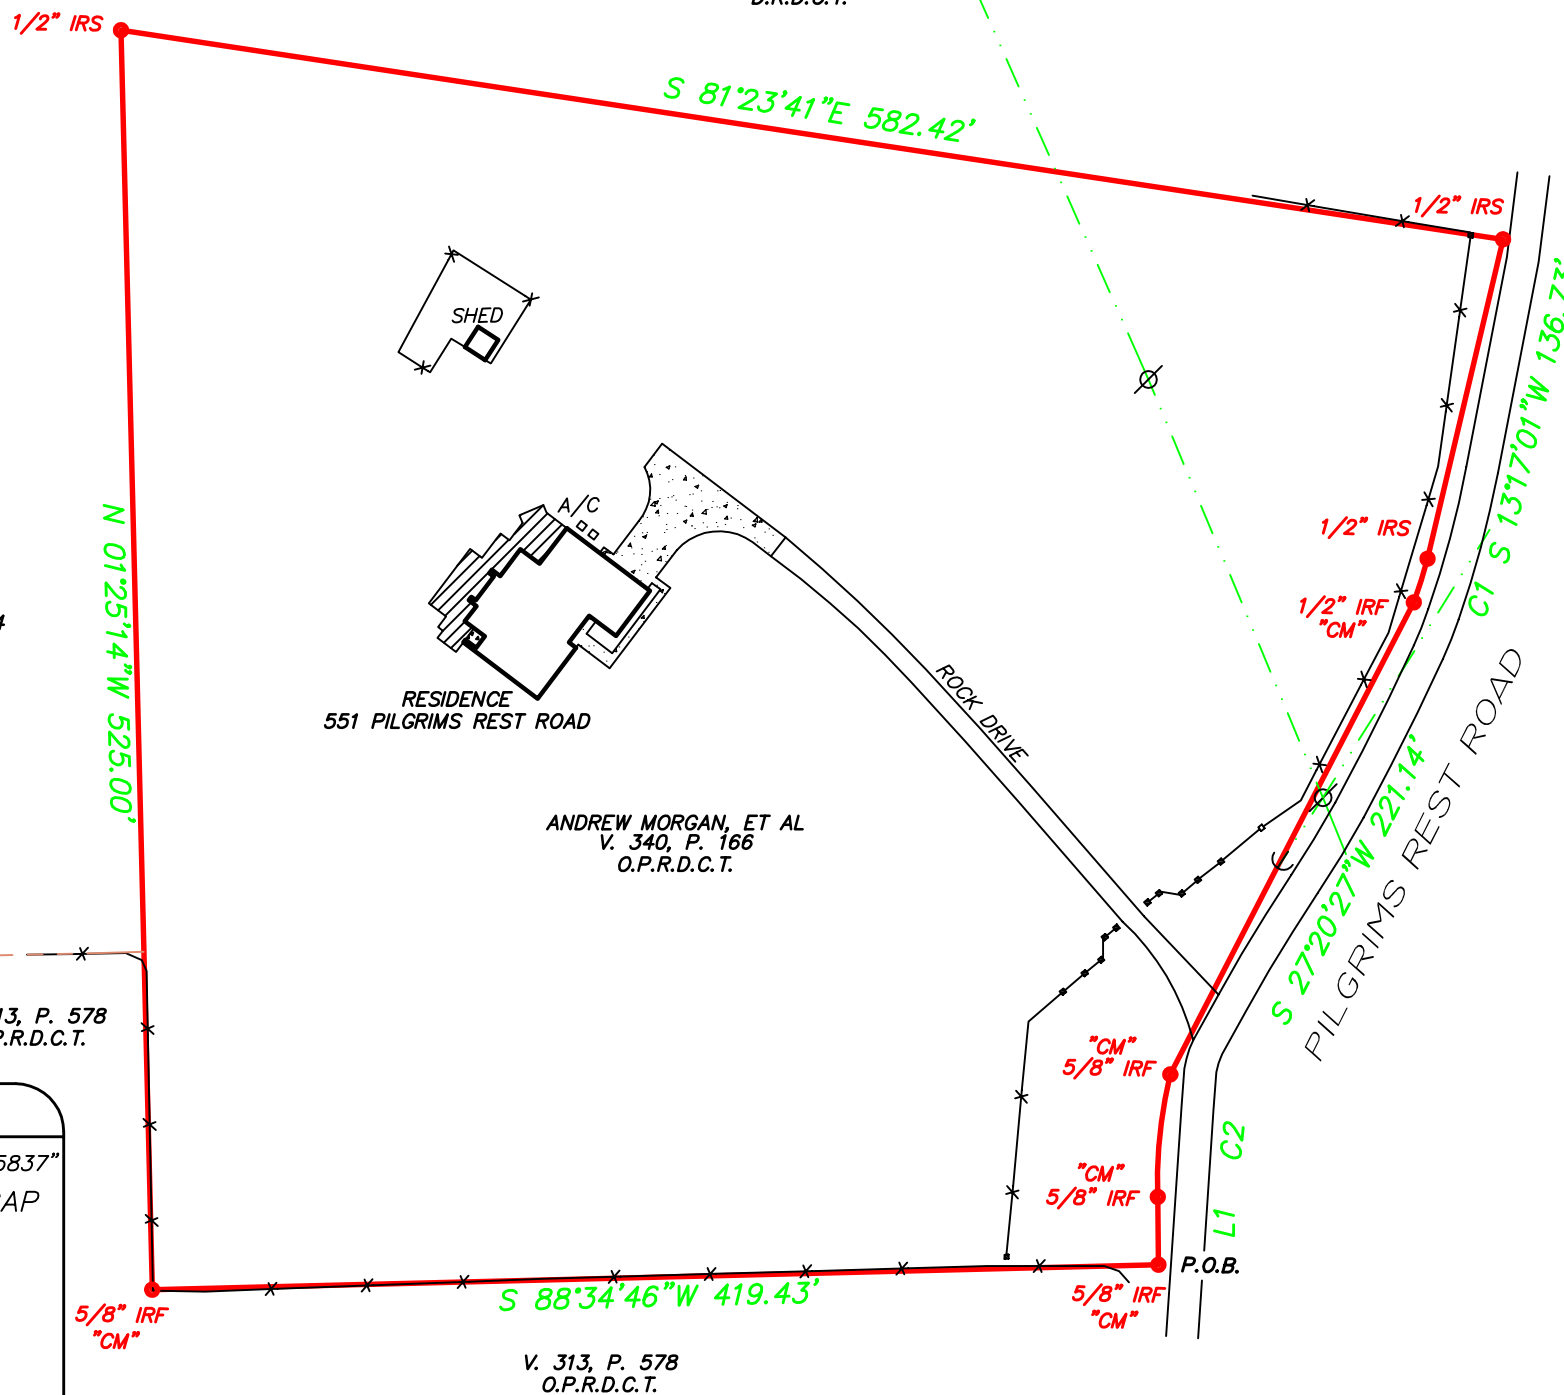 D.R.D.C.T.
1/2" IRS
S 81°23'41"E 582.42'
1/2" IRS
SHED
S 13°17'01"W 136.73'
A/C
N 01°25'14"W 525.00'
1/2" IRS
C1
1/2" IRF
"CM"
4
RESIDENCE
551 PILGRIMS REST ROAD
ROCK DRIVE
PILGRIMS REST ROAD
S 27°20'27"W 221.14'
ANDREW MORGAN, ET AL
V. 340, P. 166
O.P.R.D.C.T.
13, P. 578
P.R.D.C.T.
"CM"
5/8" IRF
C2
5837"
"CM"
5/8" IRF
L1
P.O.B.
5/8" IRF
"CM"
S 88°34'46"W 419.43'
5/8" IRF
"CM"
V. 313, P. 578
O.P.R.D.C.T.